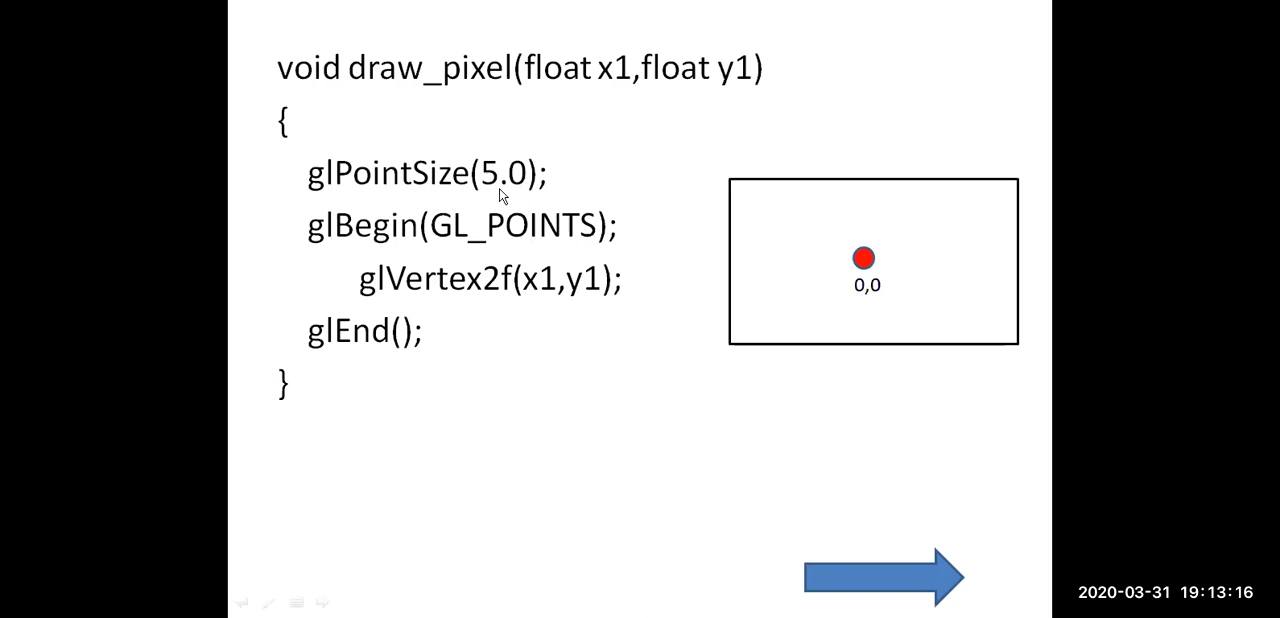 void draw_pixel(float x1,float y1)
{
glPointSize(5.0);
glBegin(GL_POINTS);
glVertex2f(x1,y1);
glEnd();
}
0,0
2020-03-31 19:13:16